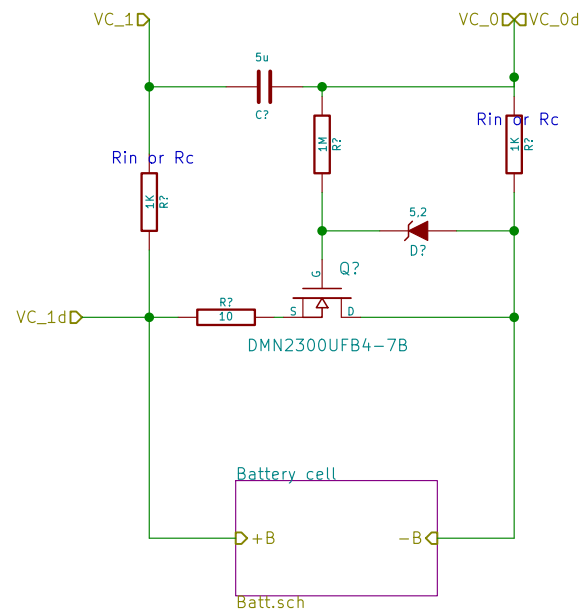 VC_1
VC_0
VC_0d
5u
C?
Rin or Rc
1M
R?
Rin or Rc
1K
R?
1K
R?
5,2
D?
G
Q?
VC_1d
R?
10
S
D
DMN2300UFB4-7B
Battery cell
+B
-B
Batt.sch